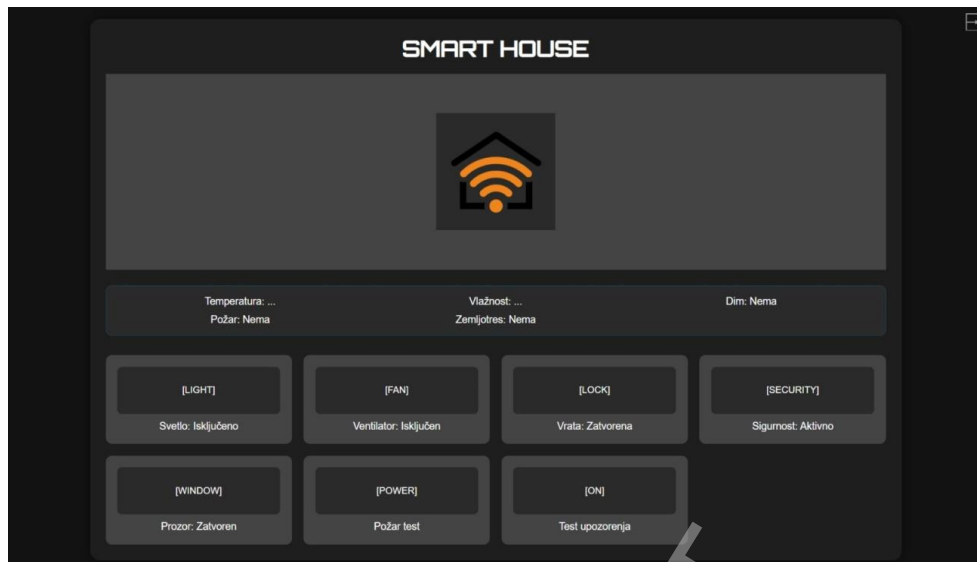 SMART HOUSE
Temperatura: ... Vlažnost: ... Dim: Nema
Požar: Nema Zemljotres: Nema
[LIGHT] [FAN] [LOCK] [SECURITY]
Svetlo: Isključeno Ventilator: Isključen Vrata: Zatvorena Sigurnost: Aktivno
[WINDOW] [POWER] [ON]
Prozor: Zatvoren Požar test Test upozorenja